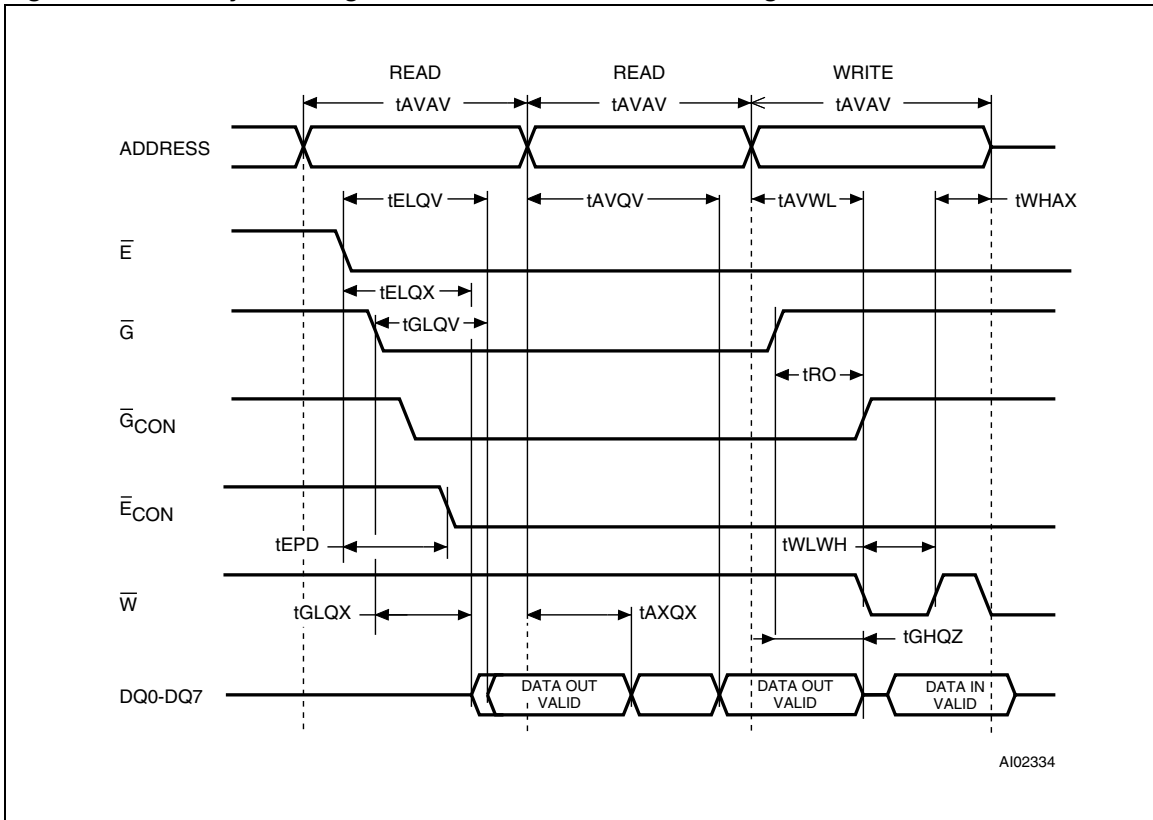 READ READ WRITE
tAVAV tAVAV tAVAV
ADDRESS
tELQV tAVQV tAVWL tWHAX
E
tELQX
G
tGLQV
tRO
GCON
ECON
tEPD tWLWH
W
tGLQX tAXQX
tGHQZ
DQ0-DQ7
DATA OUT
VALID
DATA OUT
VALID
DATA IN
VALID
AI02334